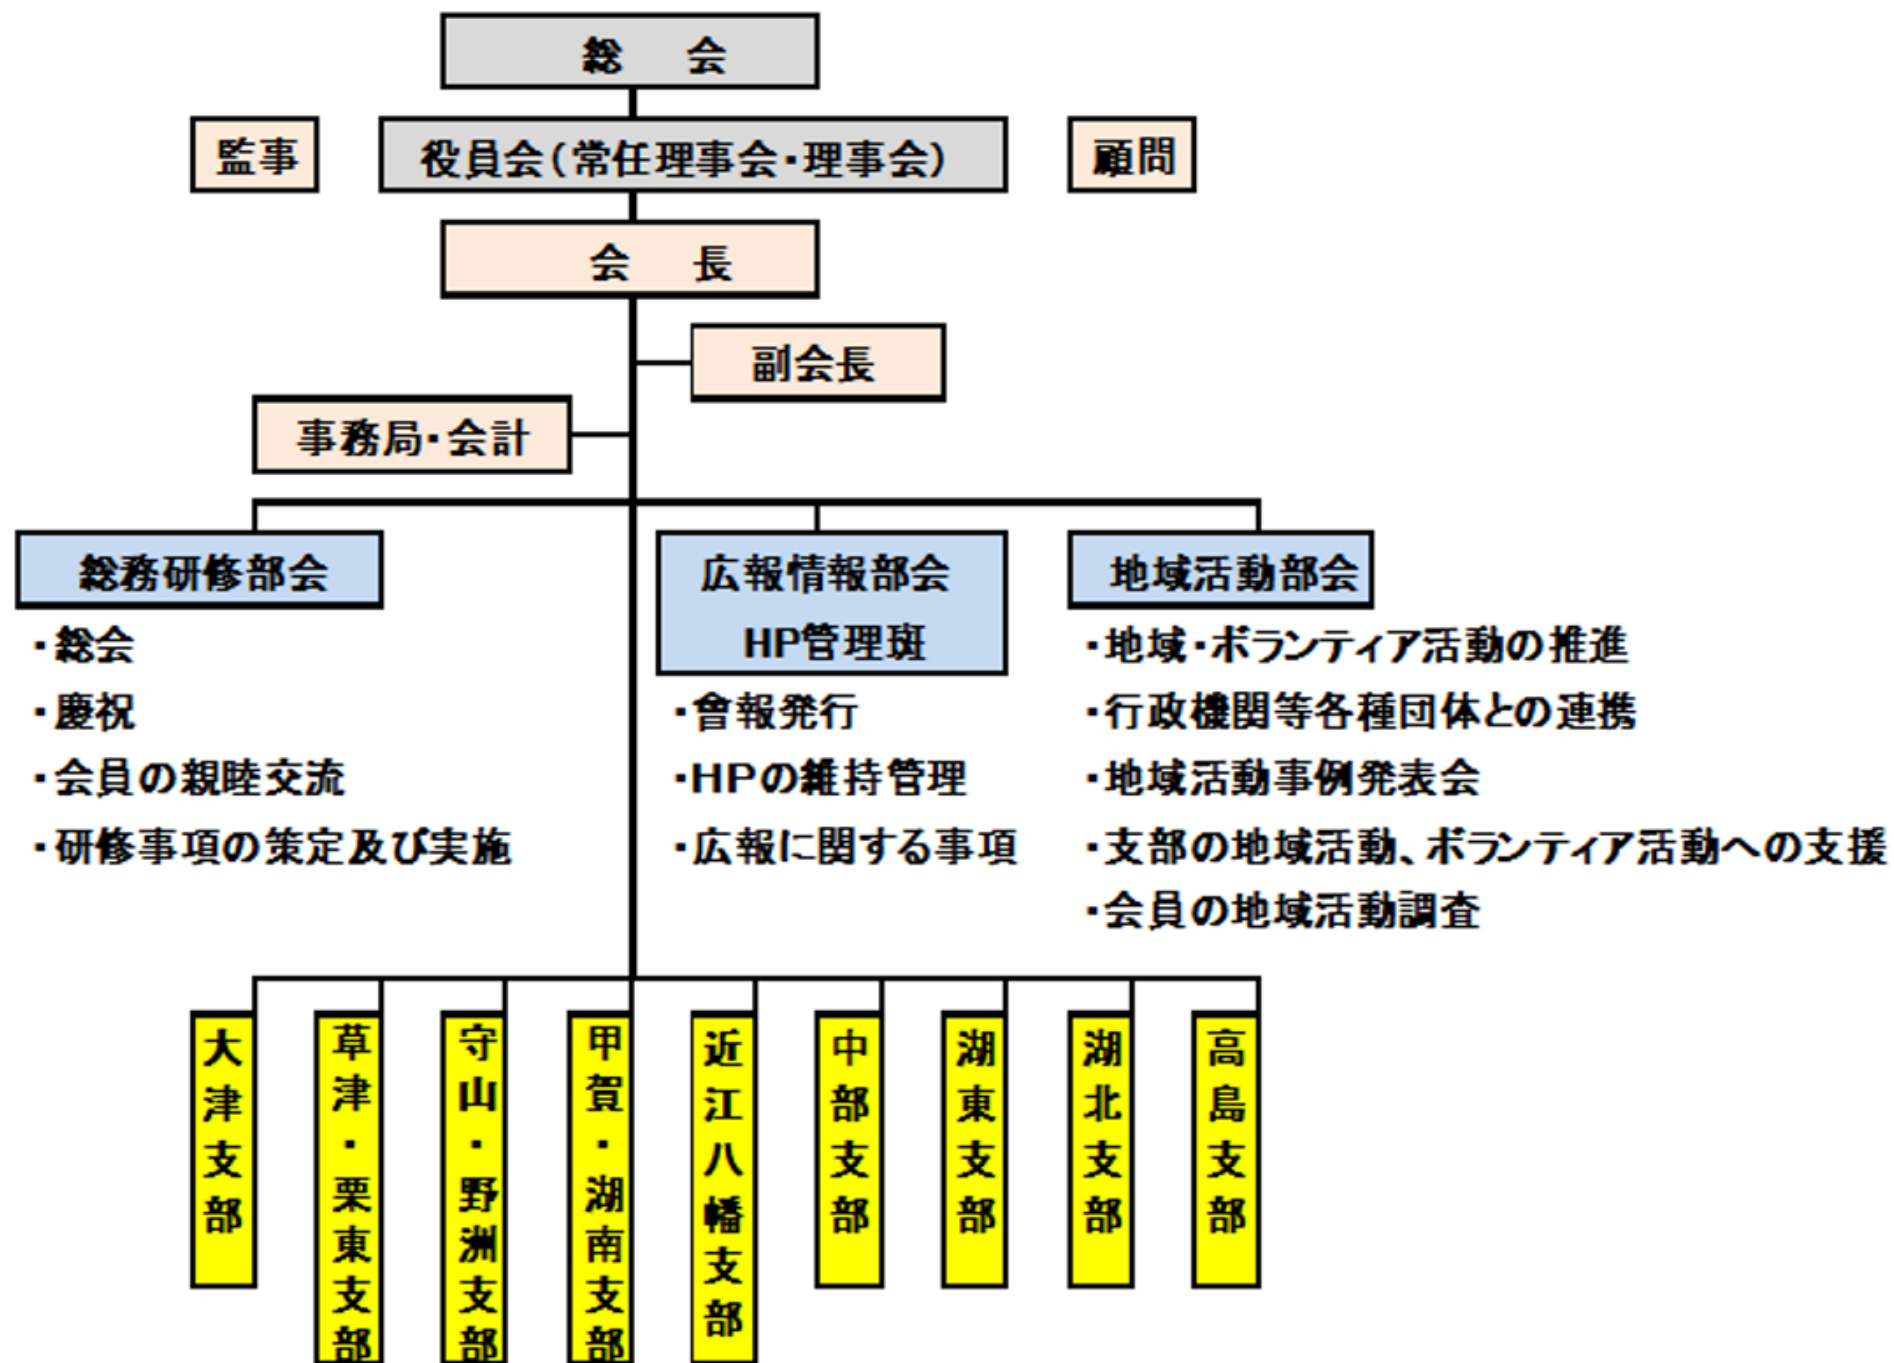 総　会
監事
役員会(常任理事会・理事会)
顧問
会　長
副会長
事務局・会計
総務研修部会
・総会
・慶祝
・会員の親睦交流
・研修事項の策定及び実施
広報情報部会
HP管理斑
・會報発行
・HPの維持管理
・広報に関する事項
地域活動部会
・地域・ボランティア活動の推進
・行政機関等各種団体との連携
・地域活動事例発表会
・支部の地域活動、ボランティア活動への支援
・会員の地域活動調査
大津支部
草津・栗東支部
守山・野洲支部
甲賀・湖南支部
近江八幡支部
中部支部
湖東支部
湖北支部
高島支部